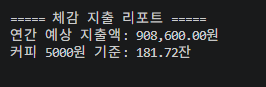 ===== 체감 지출 리포트 =====
연간 예상 지출액: 908,600.00원
커피 5000원 기준: 181.72잔